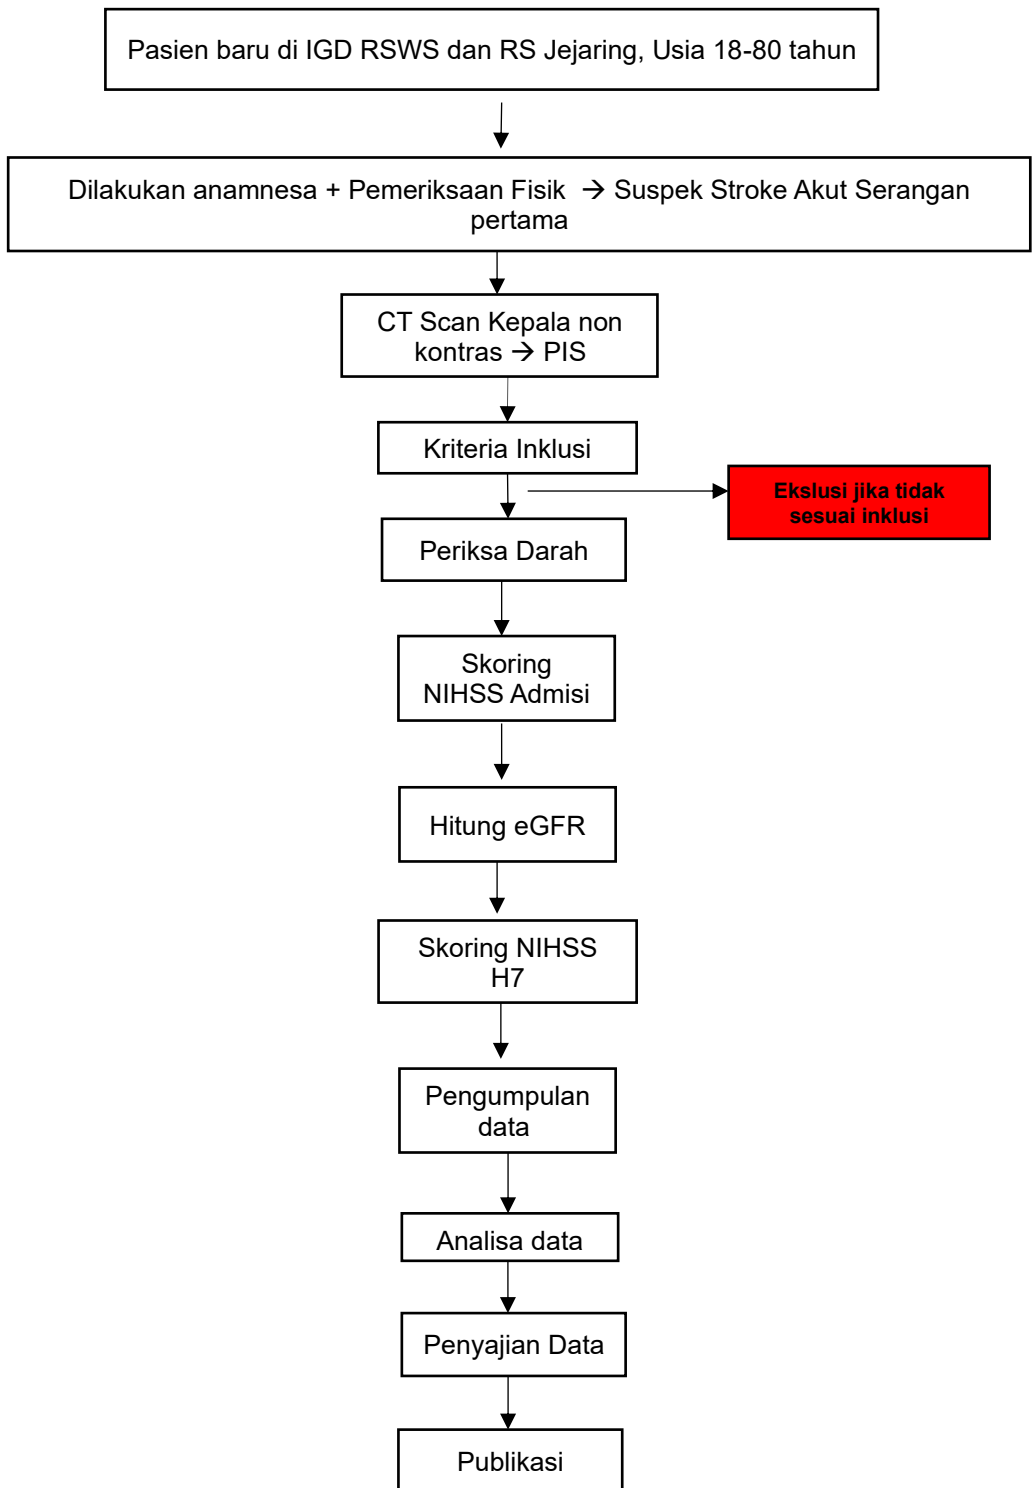 Pasien baru di IGD RSWS dan RS Jejaring, Usia 18-80 tahun
Dilakukan anamnesa + Pemeriksaan Fisik → Suspek Stroke Akut Serangan
pertama
CT Scan Kepala non
kontras → PIS
Kriteria Inklusi
Ekslusi jika tidak
sesuai inklusi
Periksa Darah
Skoring
NIHSS Admisi
Hitung eGFR
Skoring NIHSS
H7
Pengumpulan
data
Analisa data
Penyajian Data
Publikasi